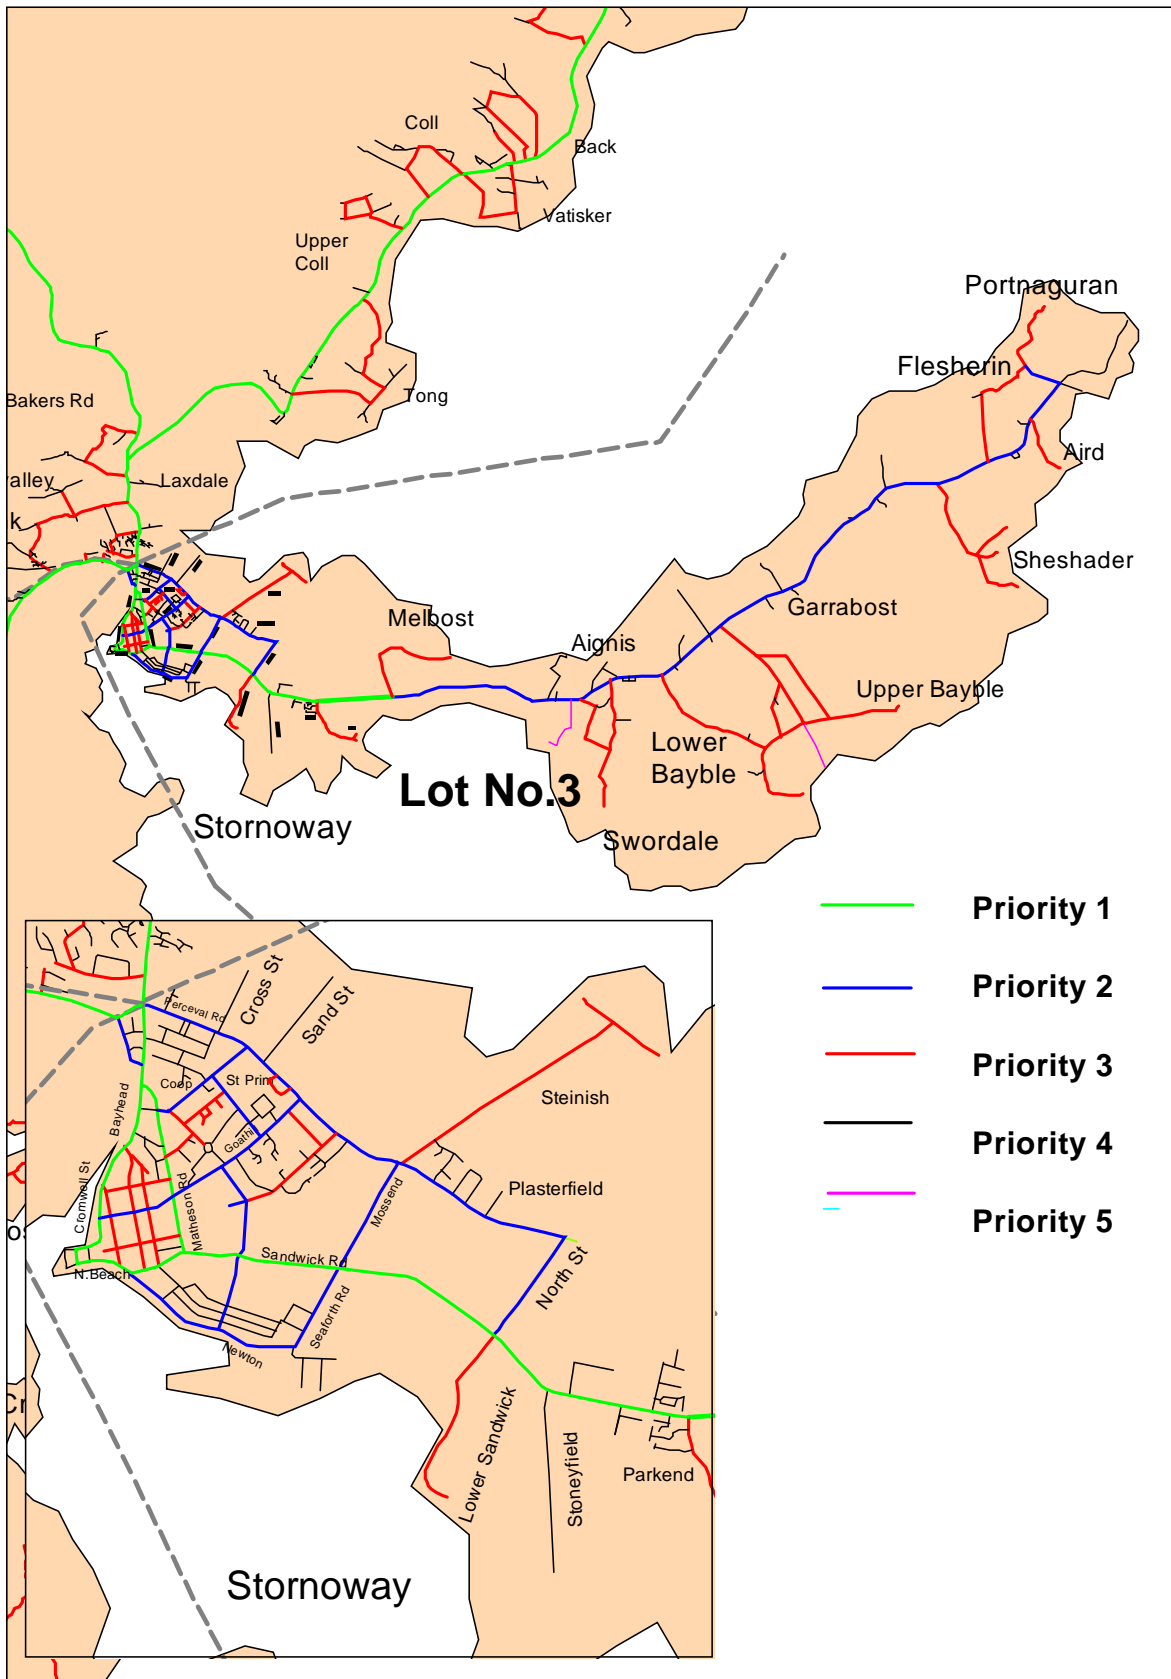 Coll
Back
Vatisker
Upper
Coll
Portnaguran
Flesherin
Bakers Rd
Tong
Aird
alley
Laxdale
k
Sheshader
Garrabost
Melbost
Aignis
Upper Bayble
Lower
Bayble
Lot No.3
Stornoway
Swordale
Priority 1
Priority 2
Priority 3
Priority 4
Priority 5
Cross St
Sand St
Perceval Rd
Coop
St Prim
Steinish
Bayhead
Goathi
Cromwell St
Matheson Rd
Mossend
Plasterfield
Sandwick Rd
N.Beach
North St
Seaforth Rd
Newton
Lower Sandwick
Stoneyfield
Parkend
Stornoway